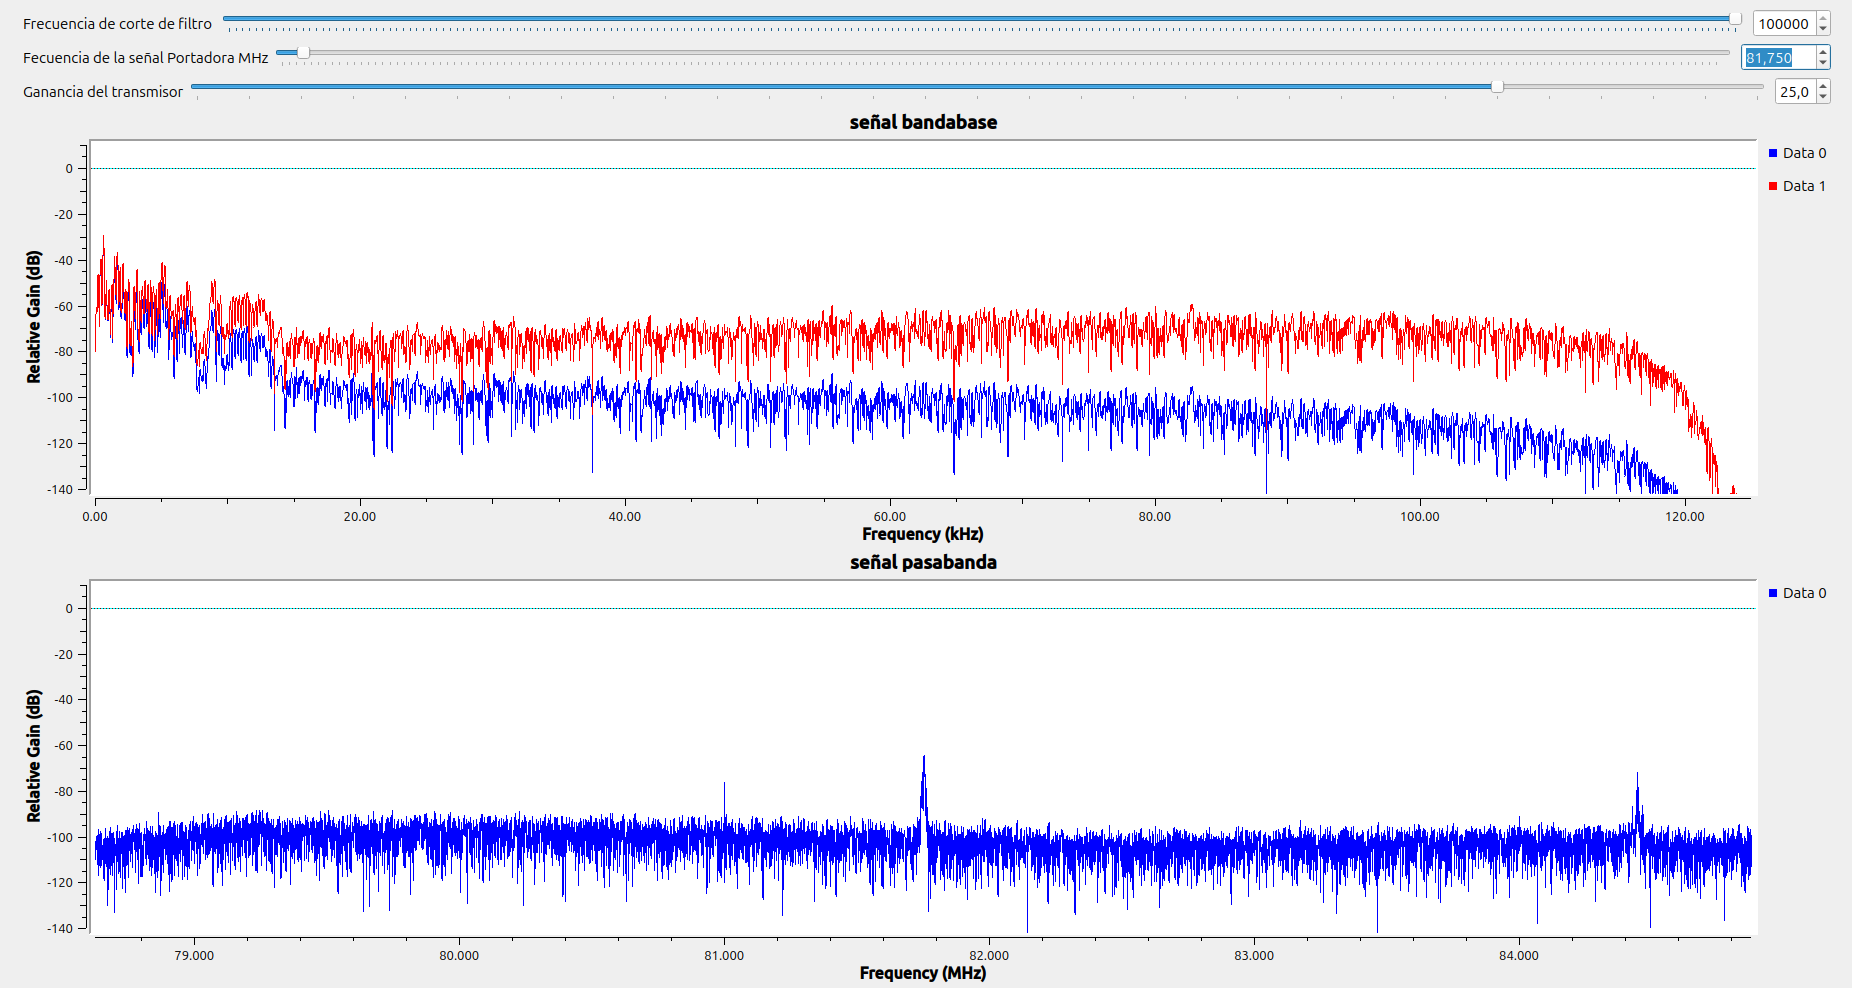 Frecuencia de corte de filtro 100000
Fecuencia de la señal Portadora MHz 81,750
Ganancia del transmisor 25,0
señal bandabase
Data 0
Data 1
Relative Gain (dB)
0
-20
-40
-60
-80
-100
-120
-140
0.00 20.00 40.00 60.00 80.00 100.00 120.00
Frequency (kHz)
señal pasabanda
Data 0
Relative Gain (dB)
0
-20
-40
-60
-80
-100
-120
-140
79.000 80.000 81.000 82.000 83.000 84.000
Frequency (MHz)